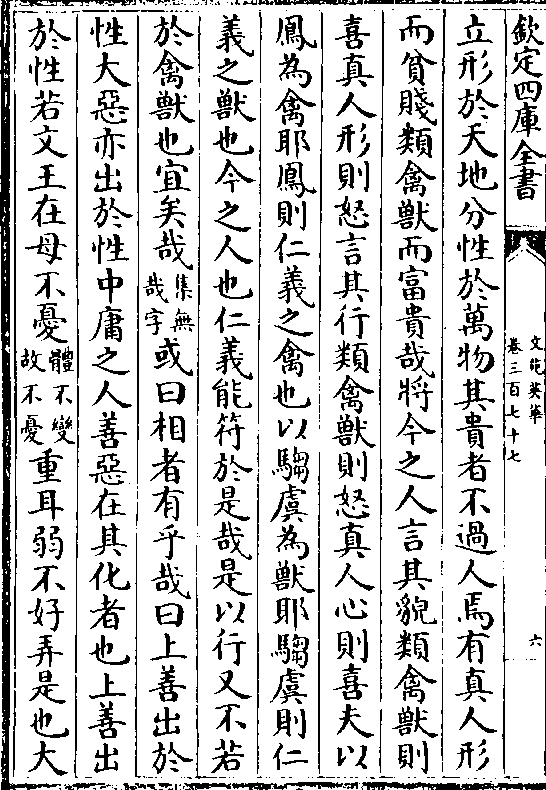 欽定四庫全書
文苑英華
卷三百七十七
六
立形於天地分性於萬物其貴者不過人焉有真人形
而貧賤類禽獸而富貴哉將今之人言其貌類禽獸則
喜真人形則怒言其行類禽獸則怒真人心則喜夫以
鳳為禽耶鳳則仁義之禽也以騶虞為獸耶騶虞則仁
義之獸也今之人也仁義能符於是哉是以行又不若
於禽獸也宜矣哉集無哉字或曰相者有乎哉曰上善出於
性大惡亦出於性中庸之人善惡在其化者也上善出
於性若文王在母不憂體不變故不憂重耳弱不好弄是也大